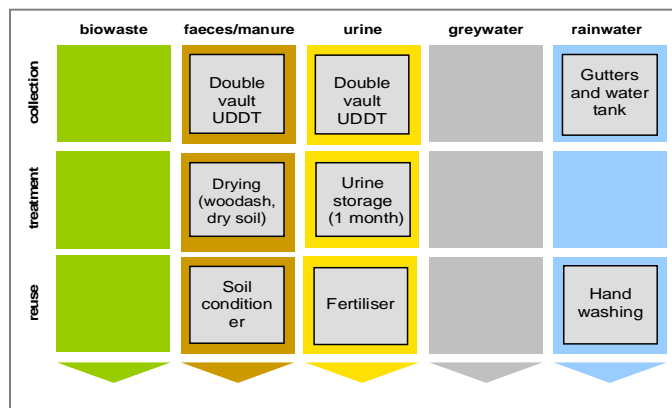 biowaste faeces/manure urine greywater rainwater
collection
Double
vault
UDDT
Double
vault
UDDT
Gutters
and water
tank
treatment
Drying
(woodash,
dry soil)
Urine
storage
(1 month)
reuse
Soil
condition
er
Fertiliser
Hand
washing